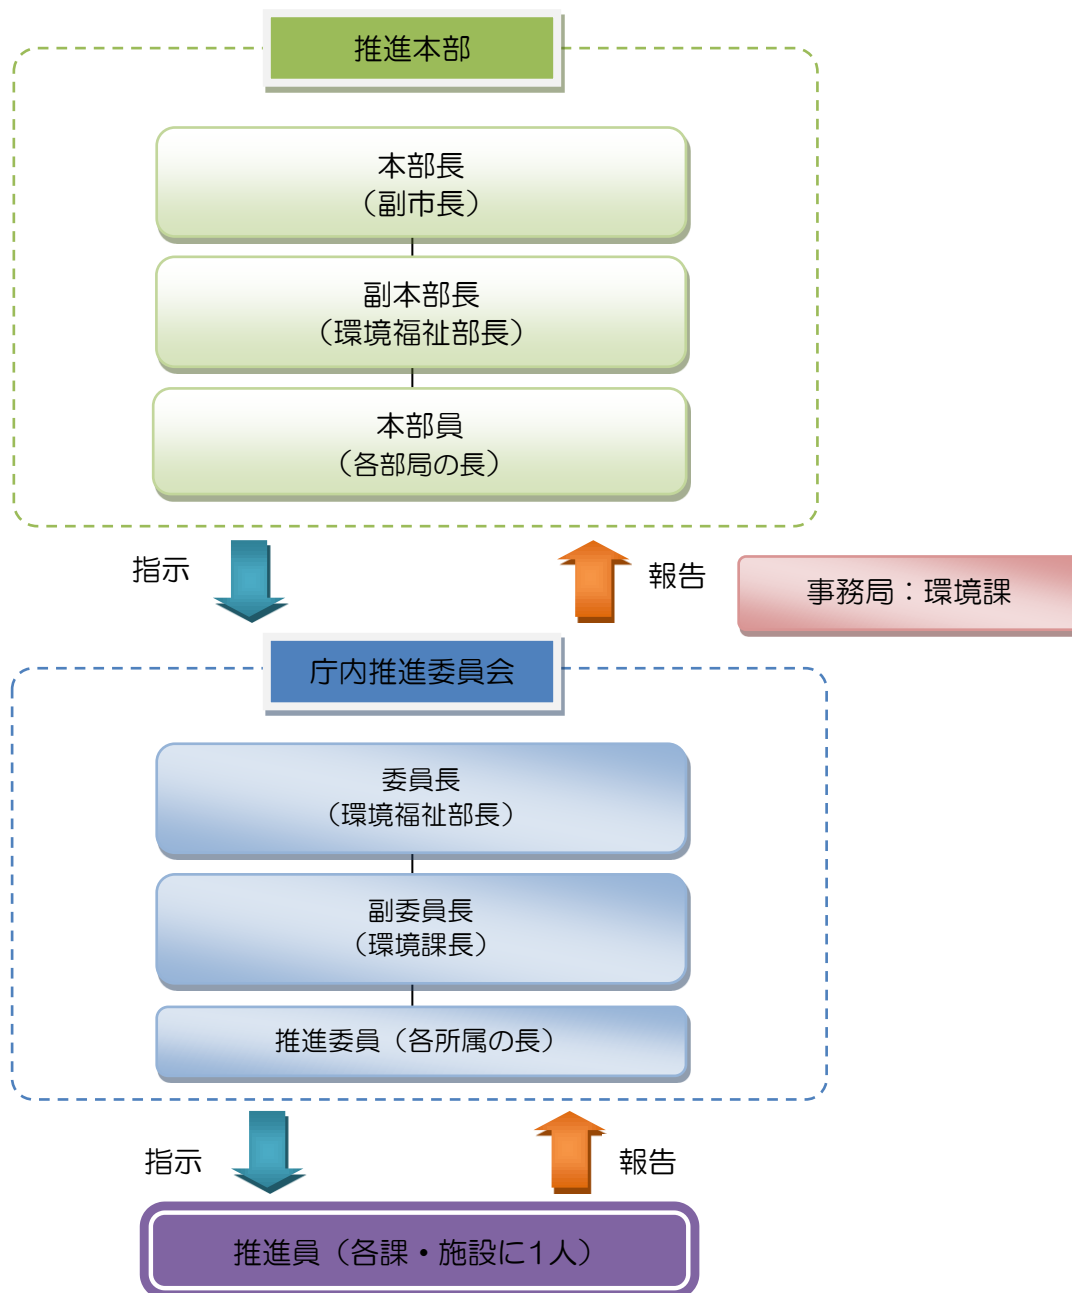 推進本部
本部長
（副市長）
副本部長
（環境福祉部長）
本部員
（各部局の長）
指示
報告
事務局：環境課
庁内推進委員会
委員長
（環境福祉部長）
副委員長
（環境課長）
推進委員（各所属の長）
指示
報告
推進員（各課・施設に1人）